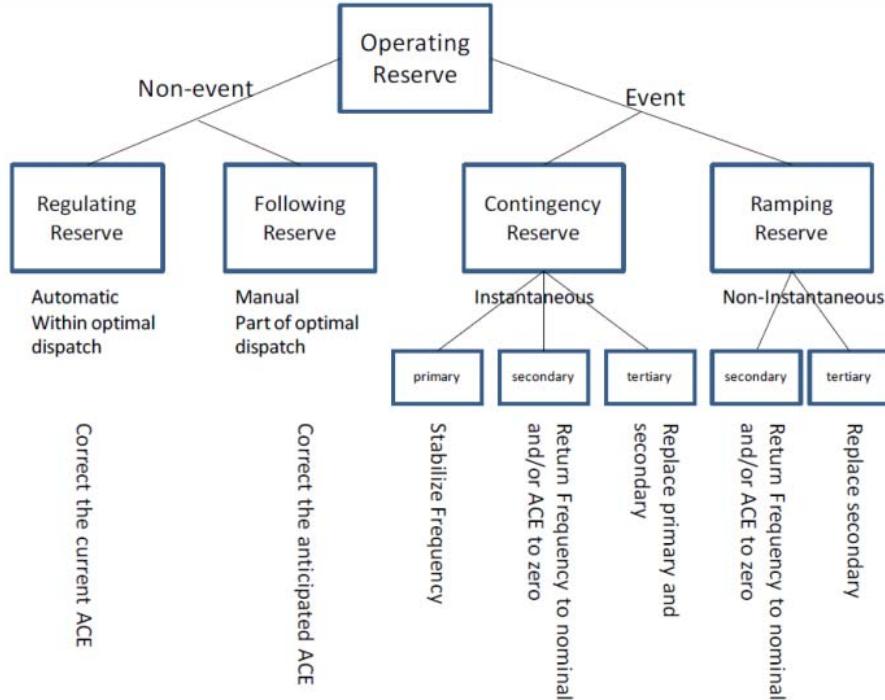 Operating
Reserve
Non-event
Event
Regulating
Reserve
Following
Reserve
Contingency
Reserve
Ramping
Reserve
Automatic
Within optimal
dispatch
Manual
Part of optimal
dispatch
Instantaneous
Non-Instantaneous
primary
secondary
tertiary
secondary
tertiary
Correct the current ACE
Correct the anticipated ACE
Stabilize Frequency
Return Frequency to nominal
and/or ACE to zero
Replace primary and
secondary
Return Frequency to nominal
and/or ACE to zero
Replace secondary